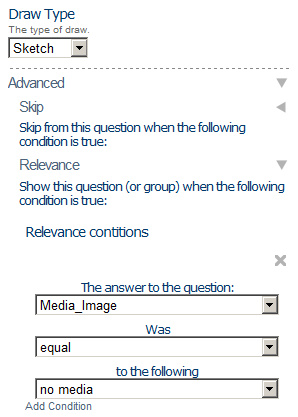 Draw Type
The type of draw.
Sketch
Advanced
Skip
Skip from this question when the following
condition is true:
Relevance
Show this question (or group) when the following
condition is true:
Relevance contitions
The answer to the question:
Media_Image
Was
equal
to the following
no media
Add Condition